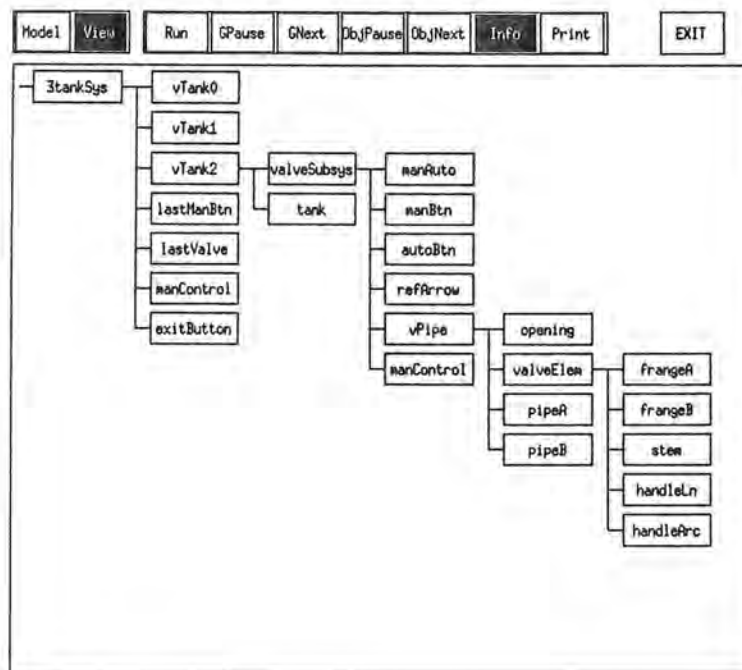 Model View Run GPause GNext ObjPause ObjNext Info Print EXIT
3tankSys vTank0
vTank1
vTank2 valveSubsys manAuto
lastManBtn tank manBtn
lastValve autoBtn
manControl refArrow
exitButton vPipe opening
manControl valveElem frangeA
pipeA frangeB
pipeB stem
handleLn
handleArc